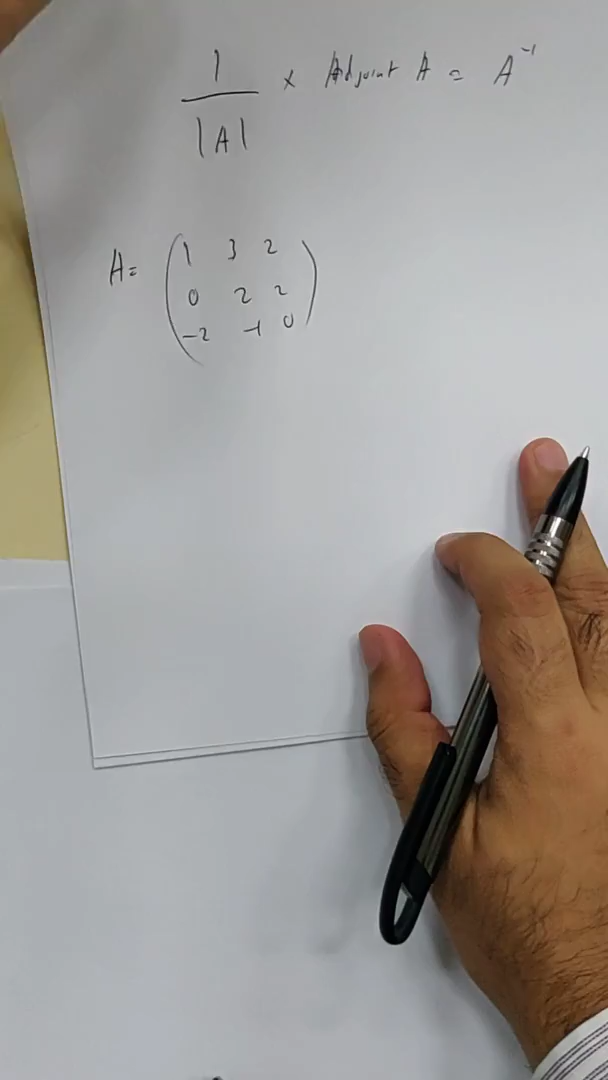 1/|A| × Adjoint A = A⁻¹
A= ( 1 3 2
0 2 2
-2 -1 0 )